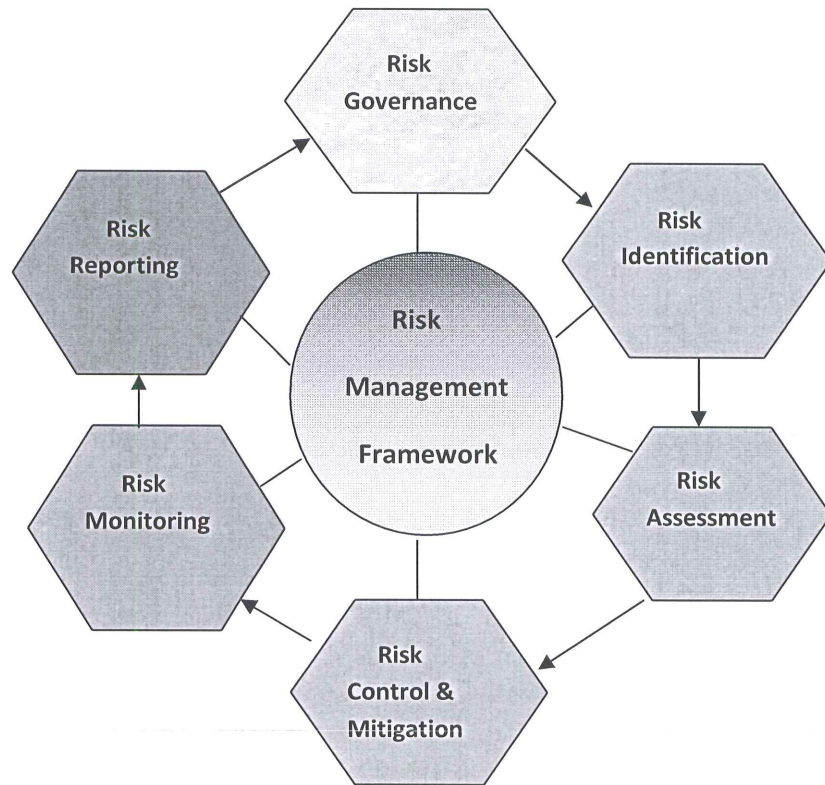 Risk
Governance
Risk
Identification
Risk
Assessment
Risk
Control &
Mitigation
Risk
Monitoring
Risk
Reporting
Risk
Management
Framework